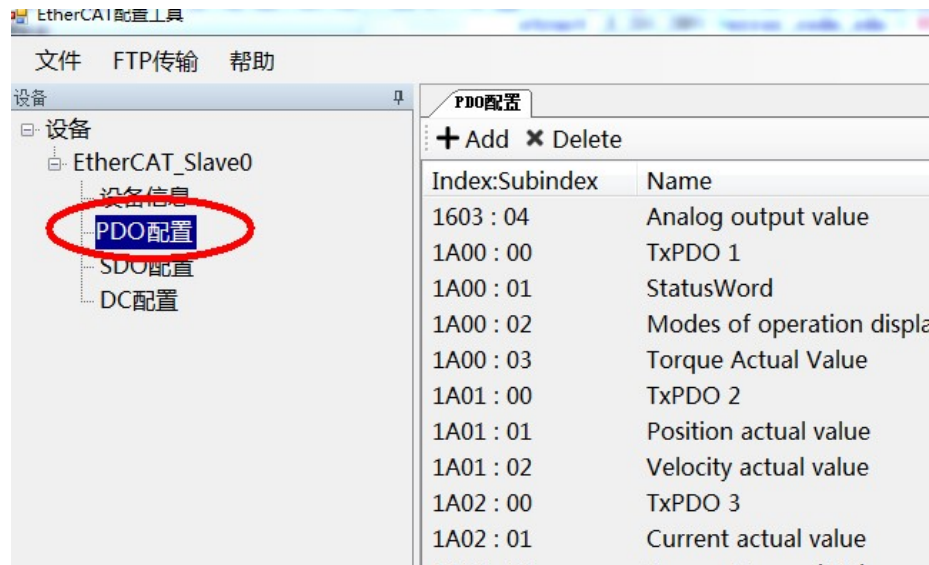 EtherCAT配置工具
文件 FTP传输 帮助
设备
设备
EtherCAT_Slave0
设备信息
PDO配置
SDO配置
DC配置
PDO配置
Add Delete
Index:Subindex Name
1603 : 04 Analog output value
1A00 : 00 TxPDO 1
1A00 : 01 StatusWord
1A00 : 02 Modes of operation displa
1A00 : 03 Torque Actual Value
1A01 : 00 TxPDO 2
1A01 : 01 Position actual value
1A01 : 02 Velocity actual value
1A02 : 00 TxPDO 3
1A02 : 01 Current actual value